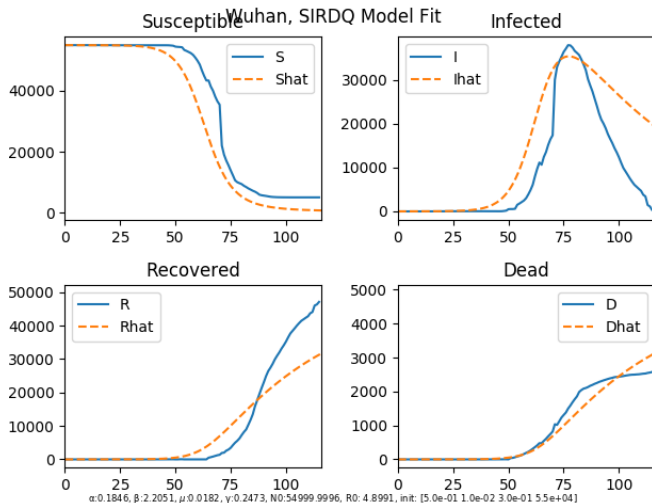 Wuhan, SIRDQ Model Fit
Susceptible
Infected
S
Shat
I
Ihat
40000
20000
0
0 25 50 75 100
30000
20000
10000
0
0 25 50 75 100
Recovered
Dead
R
Rhat
D
Dhat
50000
40000
30000
20000
10000
0
0 25 50 75 100
5000
4000
3000
2000
1000
0
0 25 50 75 100
α:0.1846, β:2.2051, μ:0.0182, γ:0.2473, N0:54999.9996, R0: 4.8991, init: [5.0e-01 1.0e-02 3.0e-01 5.5e+04]